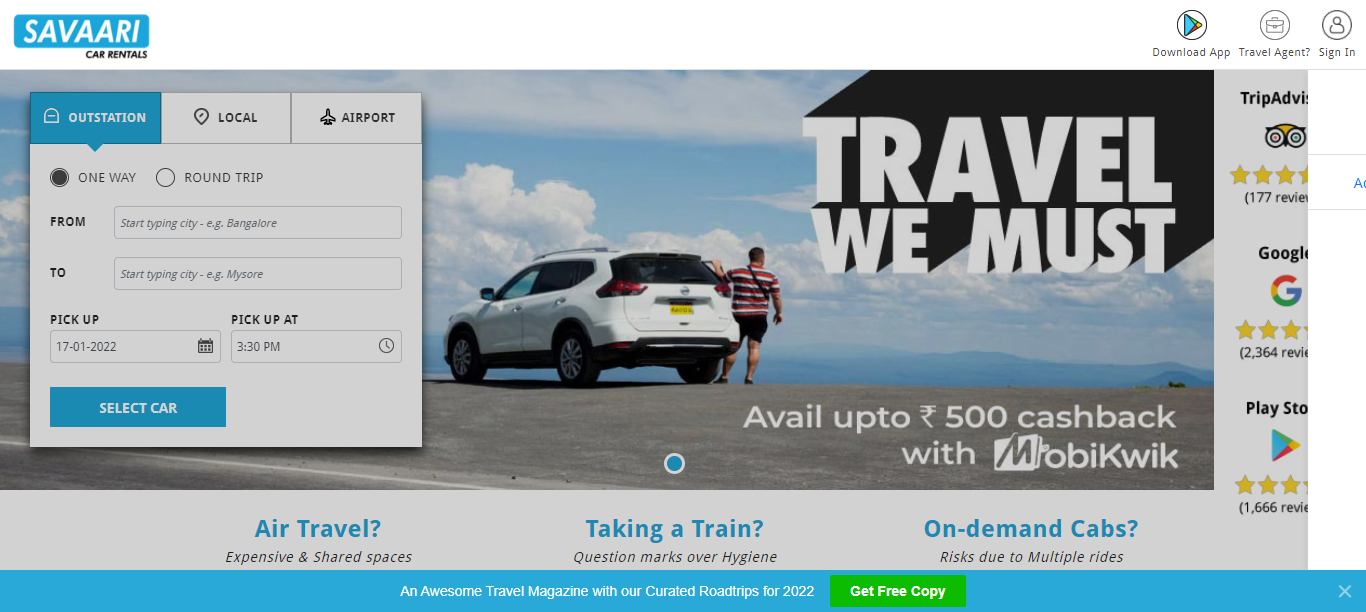 SAVAARI
CAR RENTALS
Download App
Travel Agent?
Sign In
OUTSTATION
LOCAL
AIRPORT
ONE WAY
ROUND TRIP
FROM
Start typing city - e.g. Bangalore
TO
Start typing city - e.g. Mysore
PICK UP
PICK UP AT
17-01-2022
3:30 PM
SELECT CAR
TRAVEL
WE MUST
Avail upto ₹ 500 cashback
with MobiKwik
TripAdvis
(177 review
Google
(2,364 revie
Play Sto
(1,666 revie
Air Travel?
Expensive & Shared spaces
Taking a Train?
Question marks over Hygiene
On-demand Cabs?
Risks due to Multiple rides
An Awesome Travel Magazine with our Curated Roadtrips for 2022
Get Free Copy